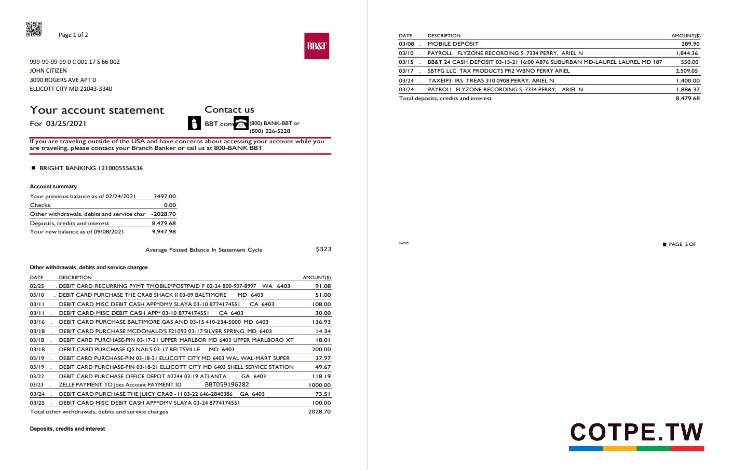 Page 1 of 2
BB&T
999-99-99-99 0 C 001 17 S 66 002
JOHN CITIZEN
3090 ROGERS AVE APT D
ELLICOTT CITY MD 21043-3340
Your account statement
For 03/25/2021
Contact us
BBT.com
(800) BANK-BBT or
(800) 226-5228
If you are traveling outside of the USA and have concerns about accessing your account while you
are traveling, please contact your Branch Banker or call us at 800-BANK BBT
■ BRIGHT BANKING 1210005556536
Account summary
Your previous balance as of 02/24/2021 3497.00
Checks 0.00
Other withdrawals, debits and service char -2028.70
Deposits, credits and interest 8,479.68
Your new balance as of 09/08/2021 9,947.98
Average Posted Balance In Statement Cycle $323
Other withdrawals, debits and service charges
DATE DESCRIPTION AMOUNT($)
02/25 . DEBIT CARD RECURRING PYMT TMOBILE*POSTPAID F 02-24 800-937-8997 WA 6403 91.08
03/10 . DEBIT CARD PURCHASE THE CRAB SHACK II 03-09 BALTIMORE MD 6403 51.00
03/11 . DEBIT CARD MISC DEBIT CASH APP*DMV SLAYA 03-10 8774174551 CA 6403 108.00
03/11 . DEBIT CARD MISC DEBIT CASH APP* 03-10 8774174551 CA 6403 30.00
03/16 . DEBIT CARD PURCHASE BALTIMORE GAS AND 03-15 410-234-5000 MD 6403 136.93
03/18 . DEBIT CARD PURCHASE MCDONALD'S F21092 03-17 SILVER SPRING MD 6403 14.34
03/18 . DEBIT CARD PURCHASE-PIN 03-17-21 UPPER MARLBOR MD 6403 UPPER MARLBORO XT 18.01
03/18 DEBIT CARD PURCHASE QS NAILS 03-17 BELTSVILLE MD 6403 200.00
03/19 . DEBIT CARD PURCHASE-PIN 03-18-21 ELLICOTT CITY MD 6403 WAL WAL-MART SUPER 37.97
03/19 . DEBIT CARD PURCHASE-PIN 03-18-21 ELLICOTT CITY MD 6403 SHELL SERVICE STATION 49.67
03/22 DEBIT CARD PURCHASE OFFICE DEPOT #2244 03-19 ATLANTA GA 6403 118.19
03/23 . ZELLE PAYMENT TO Joes Account PAYMENT ID BBT059196282 1000.00
03/24 . DEBIT CARD PURCHASE THE JUICY CRAB - II 03-22 646-2840386 GA 6403 73.51
03/25 . DEBIT CARD MISC DEBIT CASH APP*DMV SLAYA 03-24 8774174551 100.00
Total other withdrawals, debits and service charges 2028.70
Deposits, credits and interest
DATE DESCRIPTION AMOUNT($)
03/08 . MOBILE DEPOSIT 289.90
03/10 . PAYROLL FLYZONE RECORDING S. 7334 PERRY, ARIEL N 1,844.36
03/15 . BB&T 24 CASH DEPOSIT 03-15-21 16:00 A876 SUBURBAN MD-LAUREL LAUREL MD 187 550.00
03/17 . SBTPG LLC TAX PRODUCTS PR2 WBNO PERRY ARIEL 2,509.05
03/24 . TAXEIP3 IRS TREAS 310 0908 PERRY, ARIEL N 1,400.00
03/24 PAYROLL FLYZONE RECORDING S. 7334 PERRY, ARIEL N 1,886.37
Total deposits, credits and interest 8,479.68
■ PAGE 2 OF
COTPE.TW